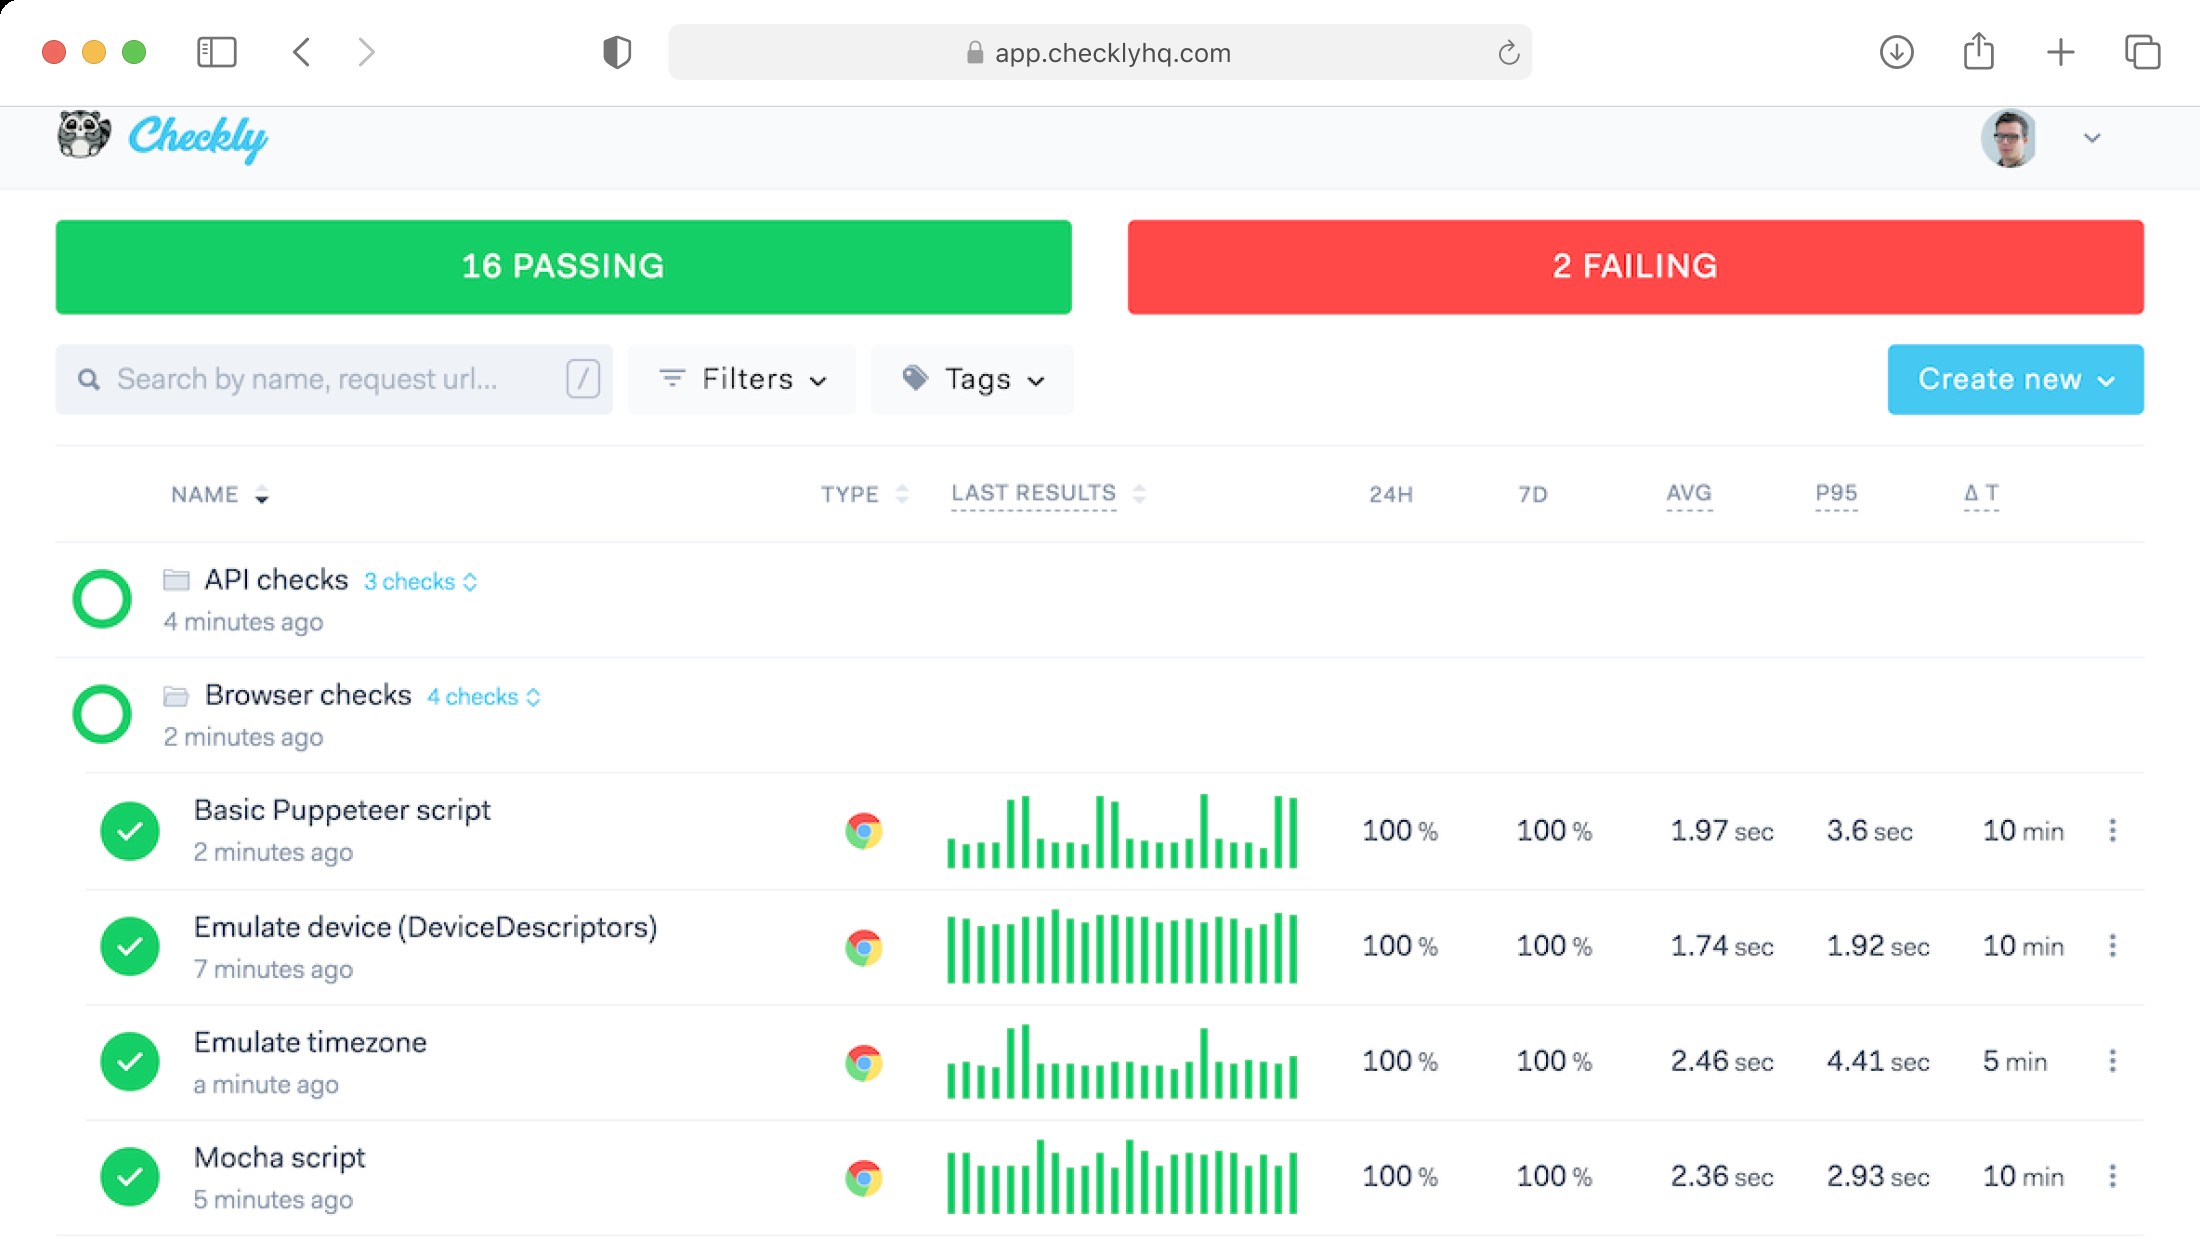 app.checklyhq.com
Checkly
16 PASSING
2 FAILING
Search by name, request url... /
Filters
Tags
Create new
NAME TYPE LAST RESULTS 24H 7D AVG P95 Δ T
API checks 3 checks
4 minutes ago
Browser checks 4 checks
2 minutes ago
Basic Puppeteer script
2 minutes ago
100 % 100 % 1.97 sec 3.6 sec 10 min
Emulate device (DeviceDescriptors)
7 minutes ago
100 % 100 % 1.74 sec 1.92 sec 10 min
Emulate timezone
a minute ago
100 % 100 % 2.46 sec 4.41 sec 5 min
Mocha script
5 minutes ago
100 % 100 % 2.36 sec 2.93 sec 10 min